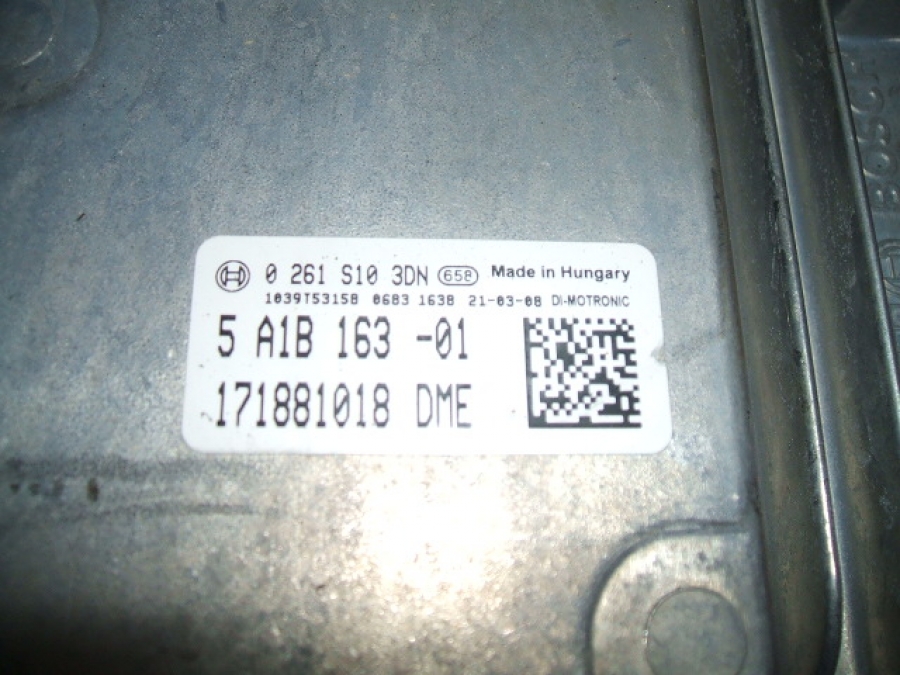 0 261 S10 3DN 658 Made in Hungary
1039T53158 0683 1638 21-03-08 DI-MOTRONIC
5 A1B 163 -01
171881018 DME
BOSCH